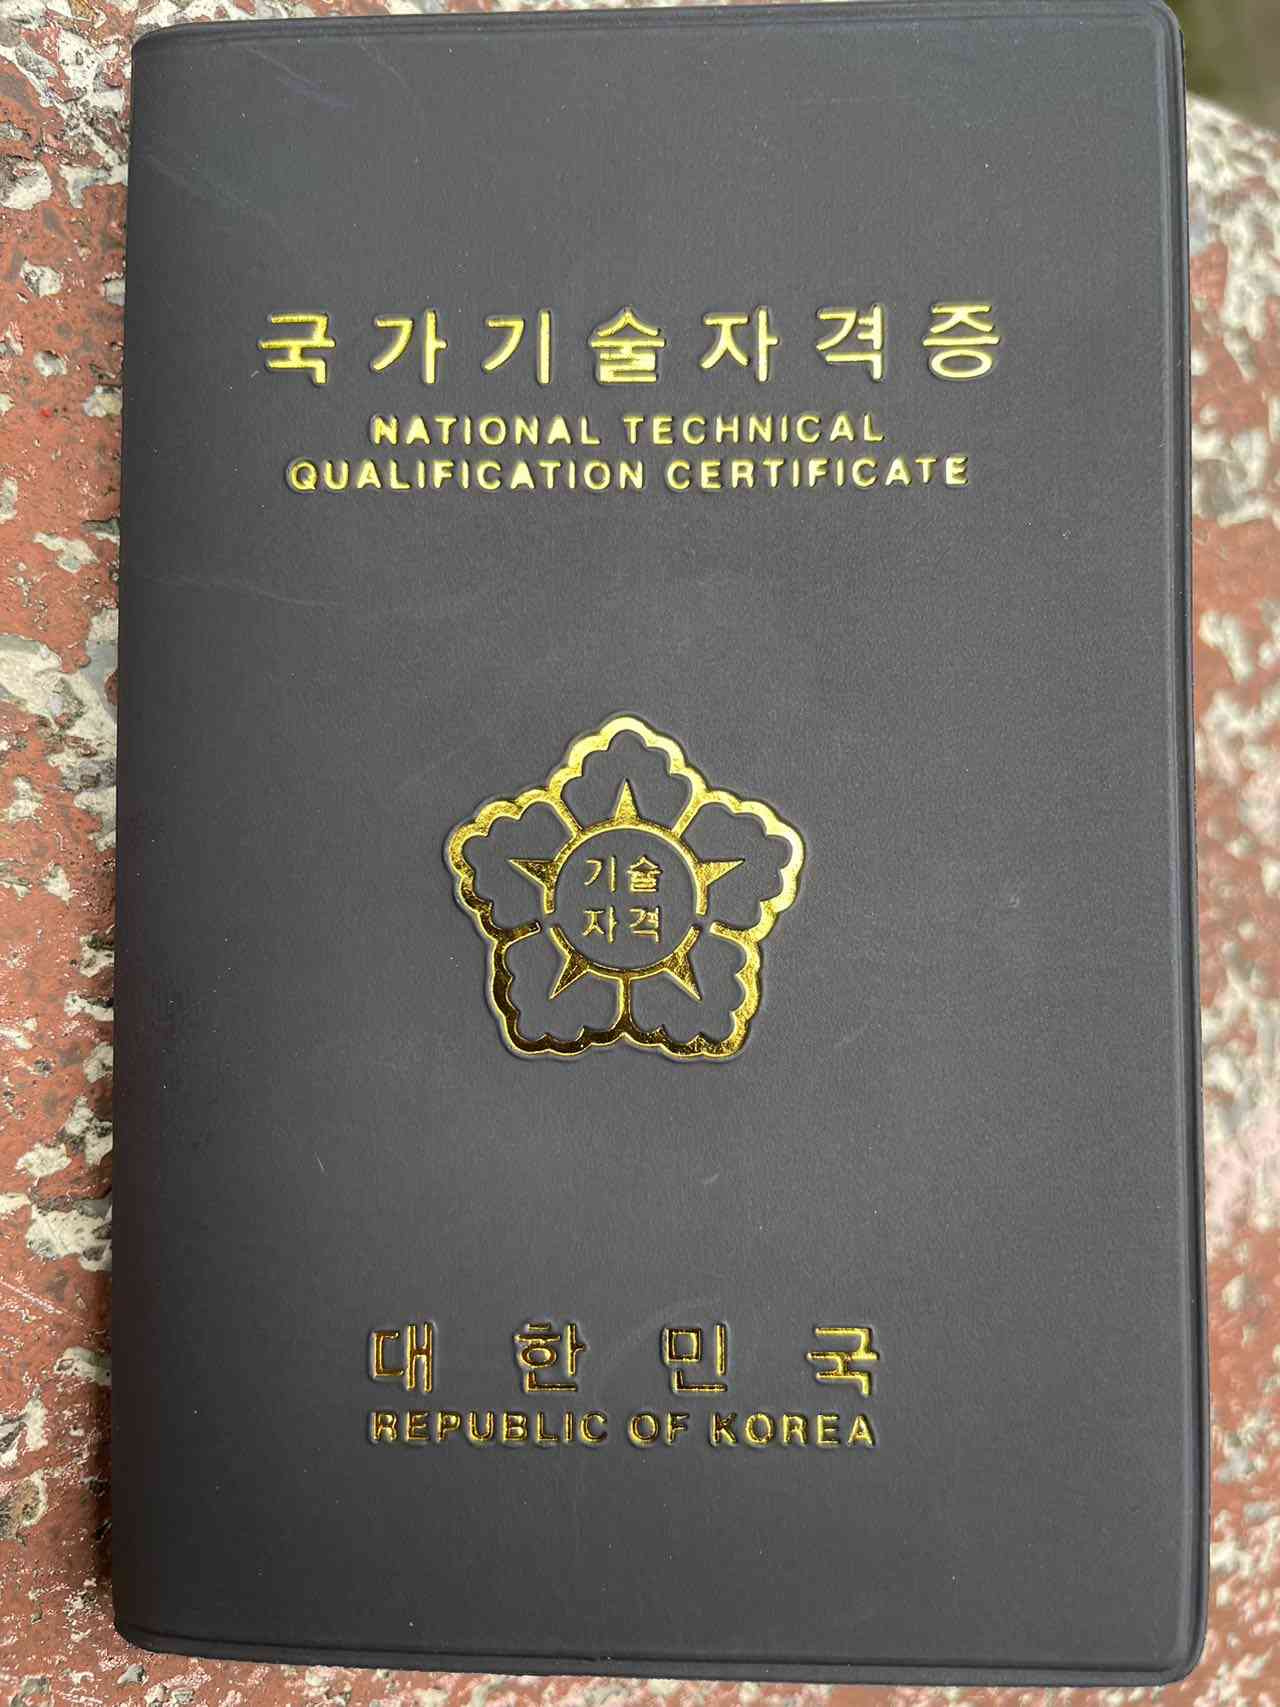 국가기술자격증
NATIONAL TECHNICAL
QUALIFICATION CERTIFICATE
기술
자격
대한민국
REPUBLIC OF KOREA